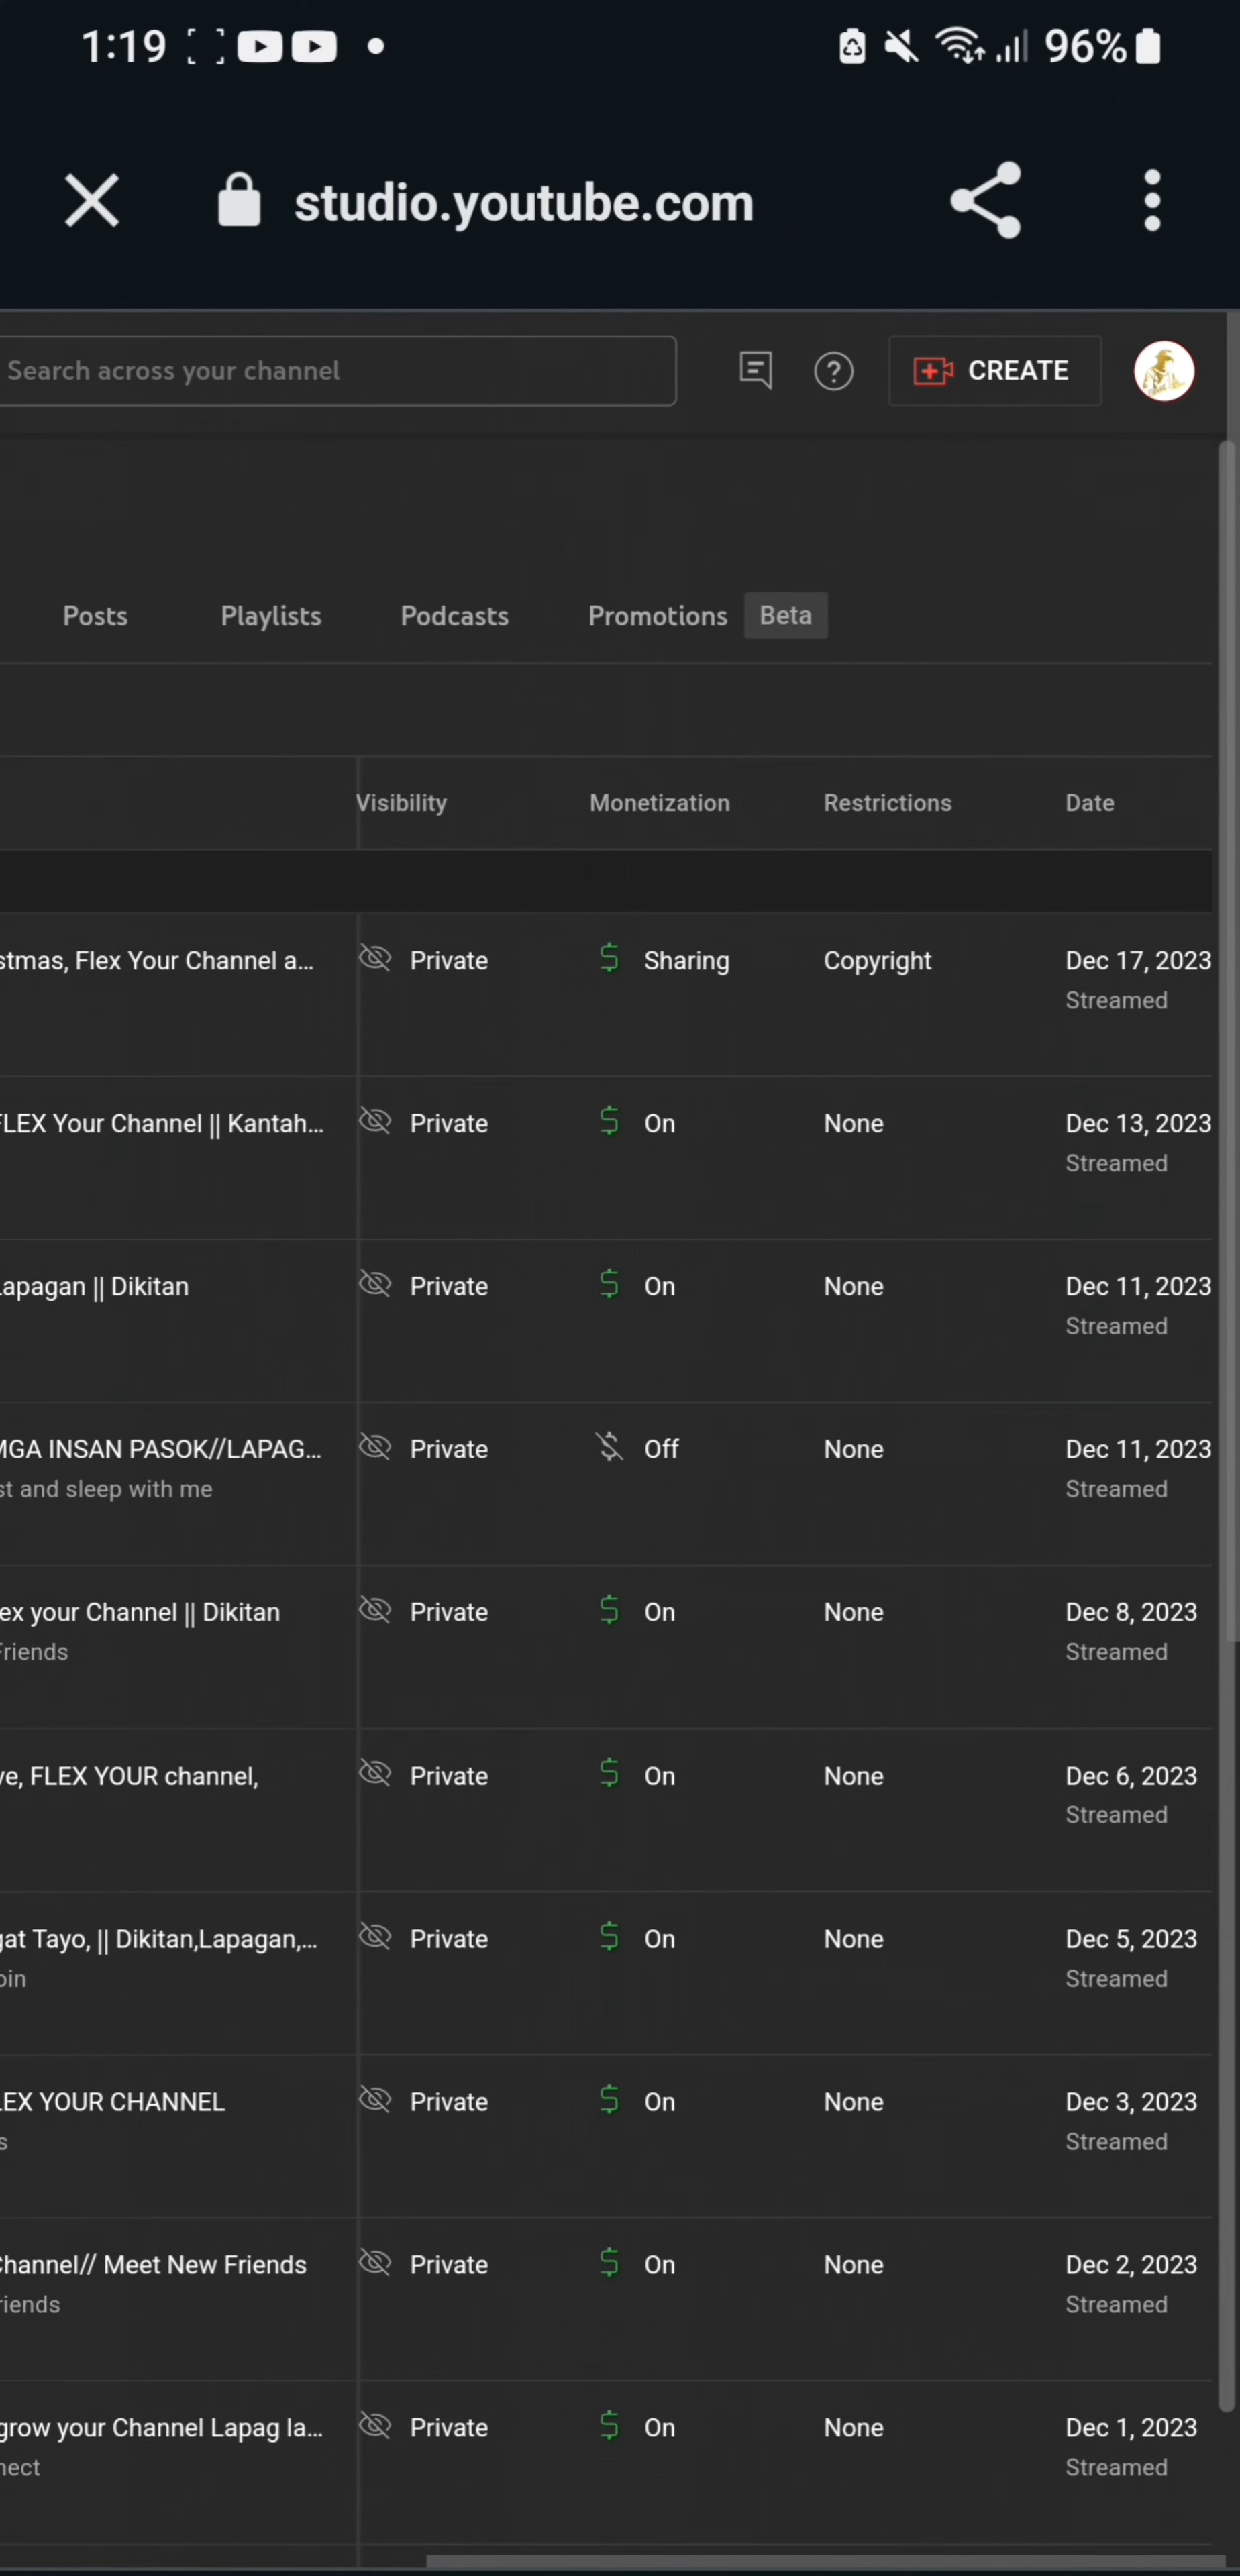 1:19 96%
studio.youtube.com
Search across your channel CREATE
Posts Playlists Podcasts Promotions Beta
Visibility Monetization Restrictions Date
stmas, Flex Your Channel a... Private Sharing Copyright Dec 17, 2023
Streamed
FLEX Your Channel || Kantah... Private On None Dec 13, 2023
Streamed
Lapagan || Dikitan Private On None Dec 11, 2023
Streamed
MGA INSAN PASOK//LAPAG... Private Off None Dec 11, 2023
st and sleep with me Streamed
ex your Channel || Dikitan Private On None Dec 8, 2023
Friends Streamed
ve, FLEX YOUR channel, Private On None Dec 6, 2023
Streamed
gat Tayo, || Dikitan,Lapagan,... Private On None Dec 5, 2023
oin Streamed
LEX YOUR CHANNEL Private On None Dec 3, 2023
s Streamed
Channel// Meet New Friends Private On None Dec 2, 2023
riends Streamed
grow your Channel Lapag la... Private On None Dec 1, 2023
nect Streamed